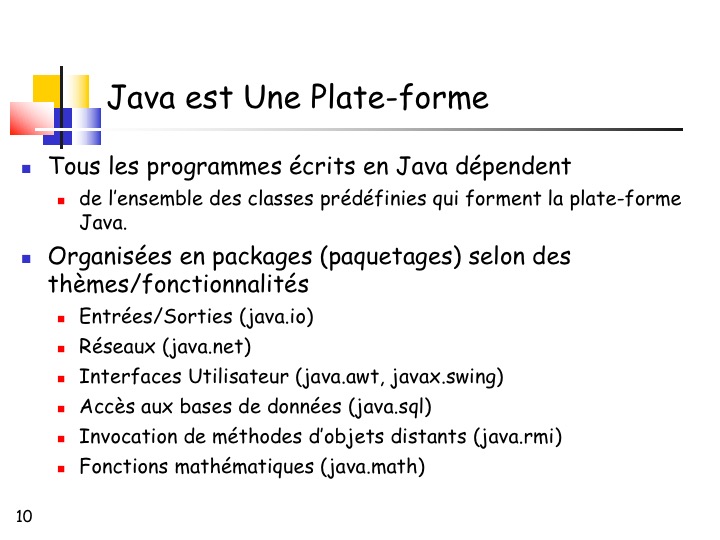 Java est Une Plate-forme
Tous les programmes écrits en Java dépendent
de l’ensemble des classes prédéfinies qui forment la plate-forme
Java.
Organisées en packages (paquetages) selon des
thèmes/fonctionnalités
Entrées/Sorties (java.io)
Réseaux (java.net)
Interfaces Utilisateur (java.awt, javax.swing)
Accès aux bases de données (java.sql)
Invocation de méthodes d’objets distants (java.rmi)
Fonctions mathématiques (java.math)
10